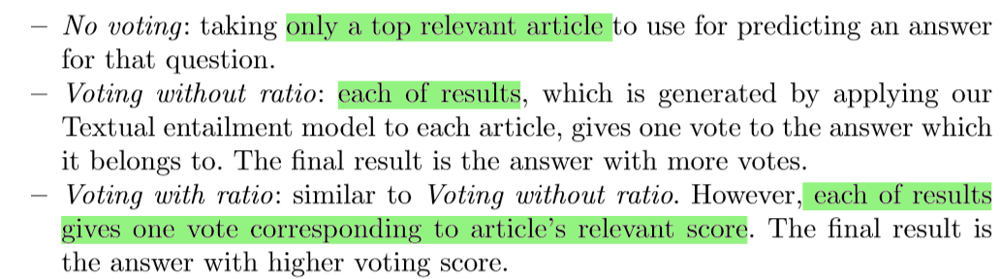 – No voting: taking only a top relevant article to use for predicting an answer
for that question.
– Voting without ratio: each of results, which is generated by applying our
Textual entailment model to each article, gives one vote to the answer which
it belongs to. The final result is the answer with more votes.
– Voting with ratio: similar to Voting without ratio. However, each of results
gives one vote corresponding to article's relevant score. The final result is
the answer with higher voting score.